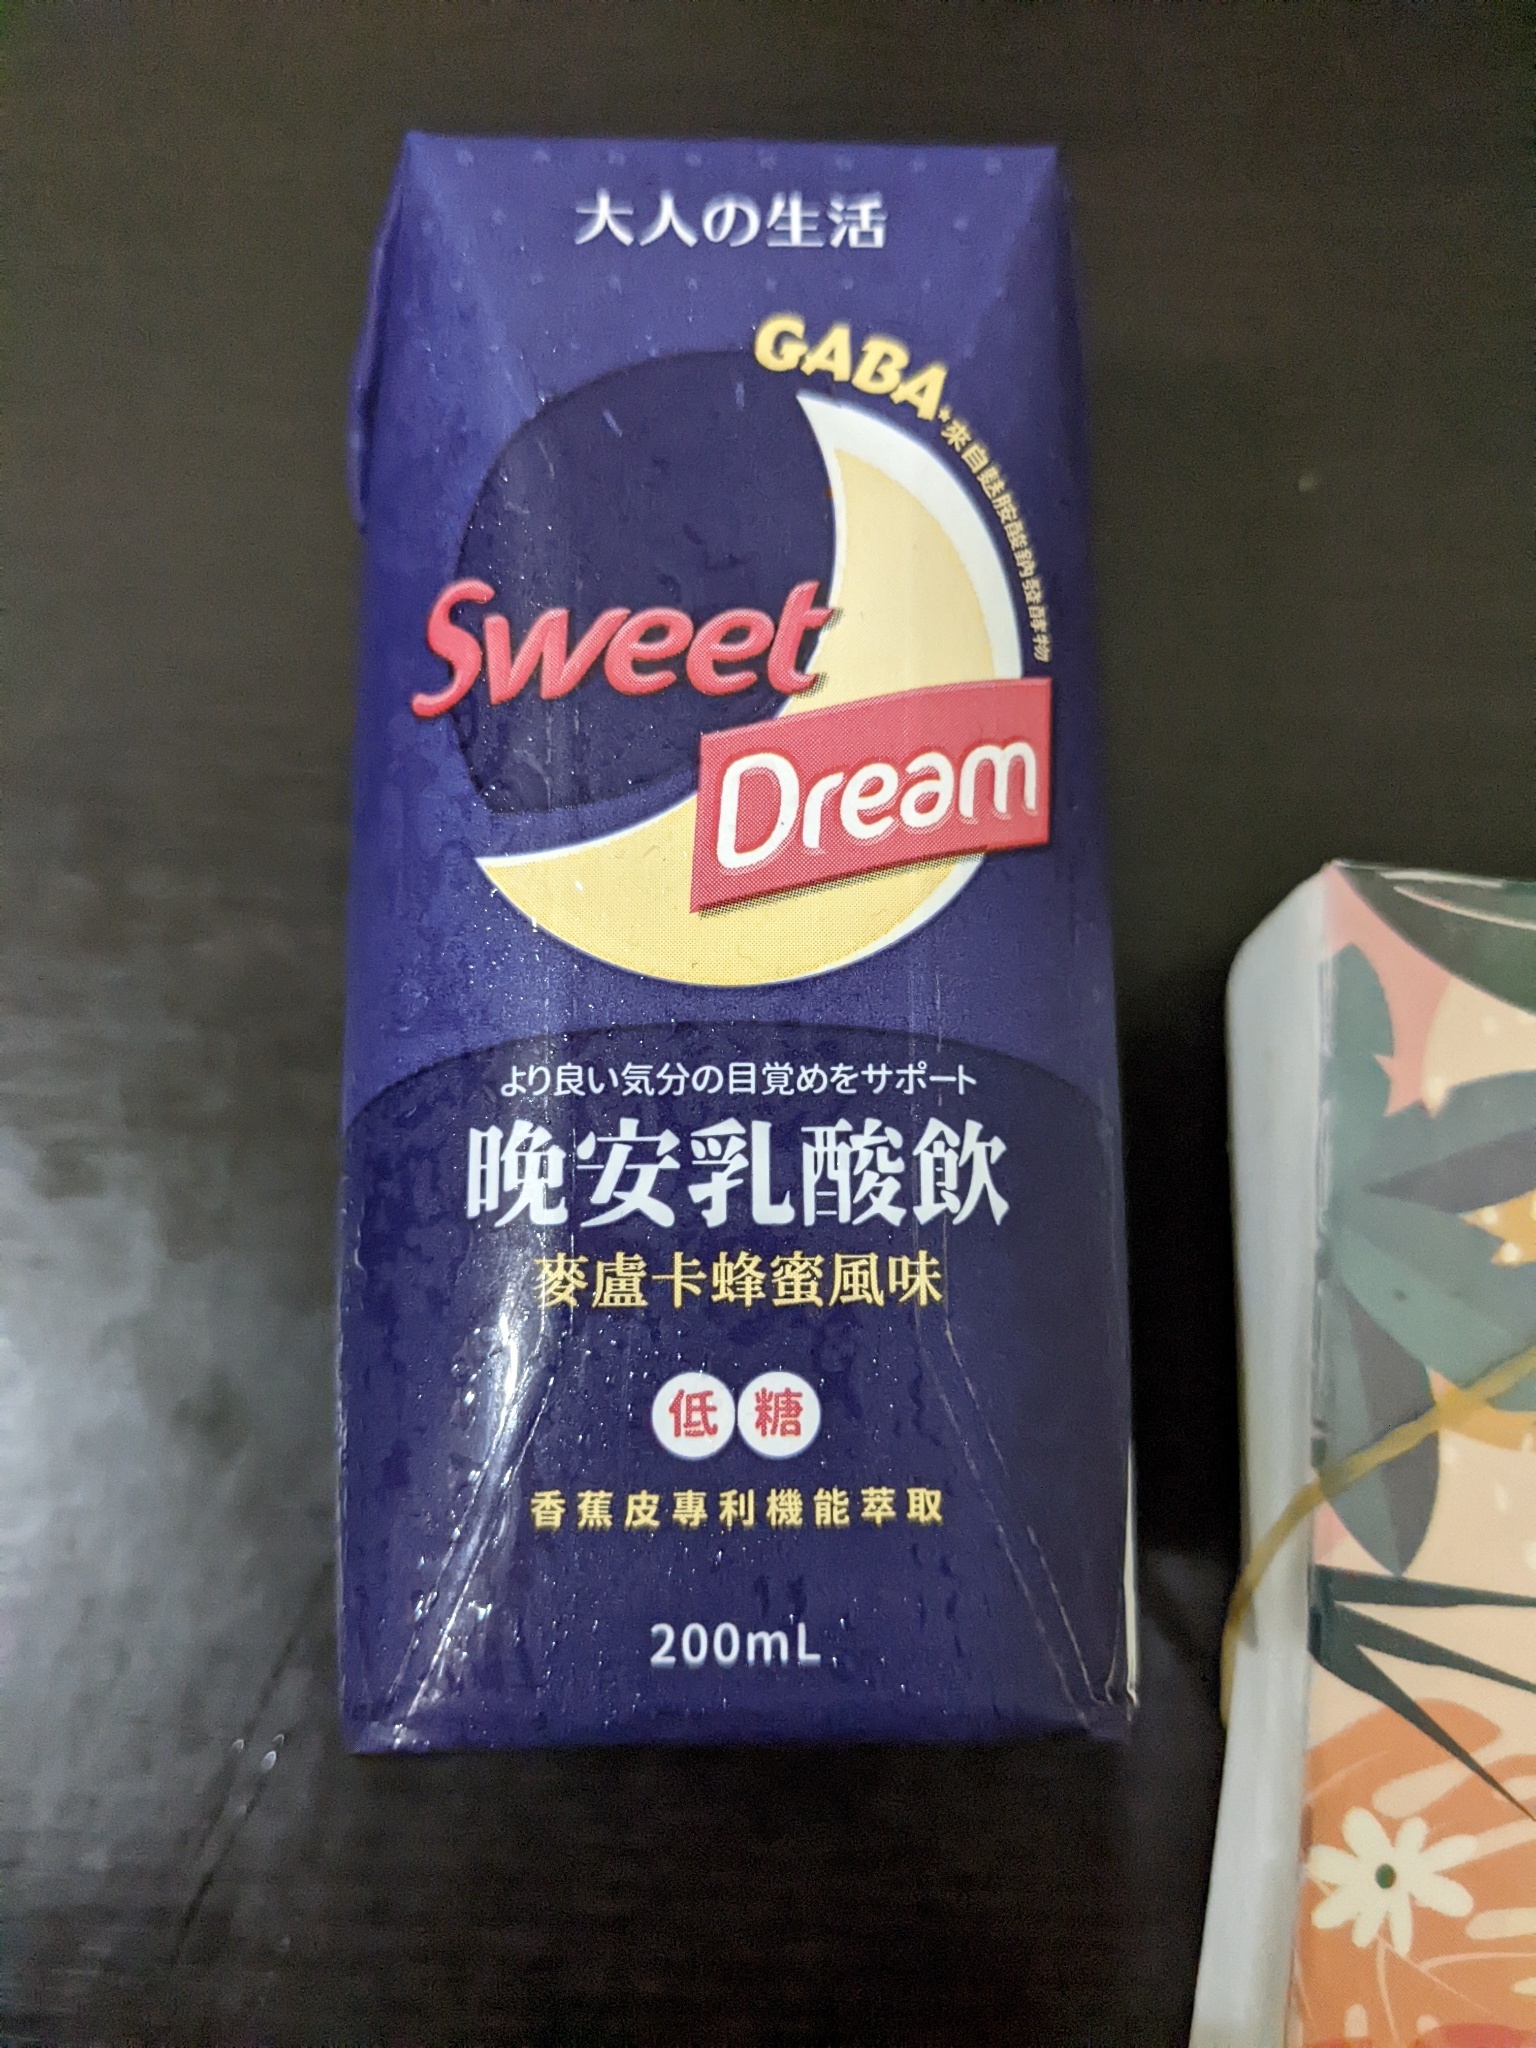 大人の生活
GABA*來自麩胺酸鈉發酵物
Sweet
Dream
より良い気分の目覚めをサポート
晚安乳酸飲
麥盧卡蜂蜜風味
低糖
香蕉皮專利機能萃取
200mL